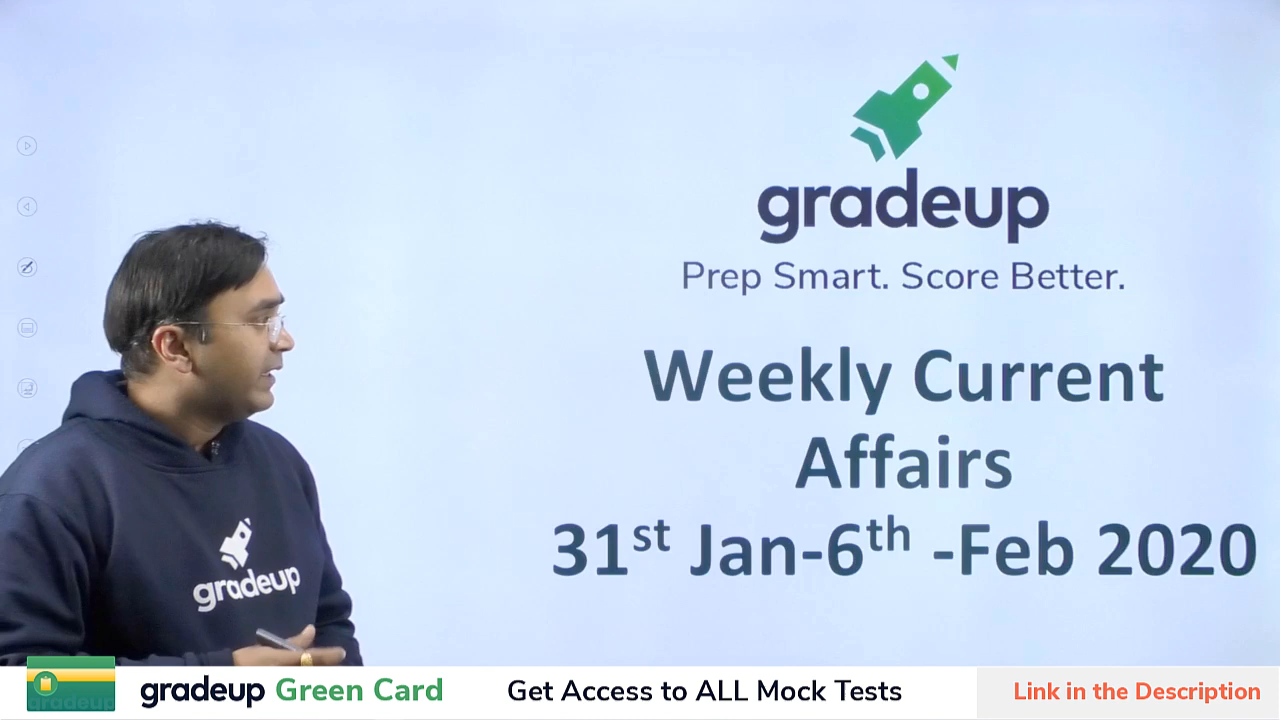 gradeup
Prep Smart. Score Better.
Weekly Current
Affairs
31st Jan-6th -Feb 2020
gradeup
gradeup
gradeup Green Card
Get Access to ALL Mock Tests
Link in the Description